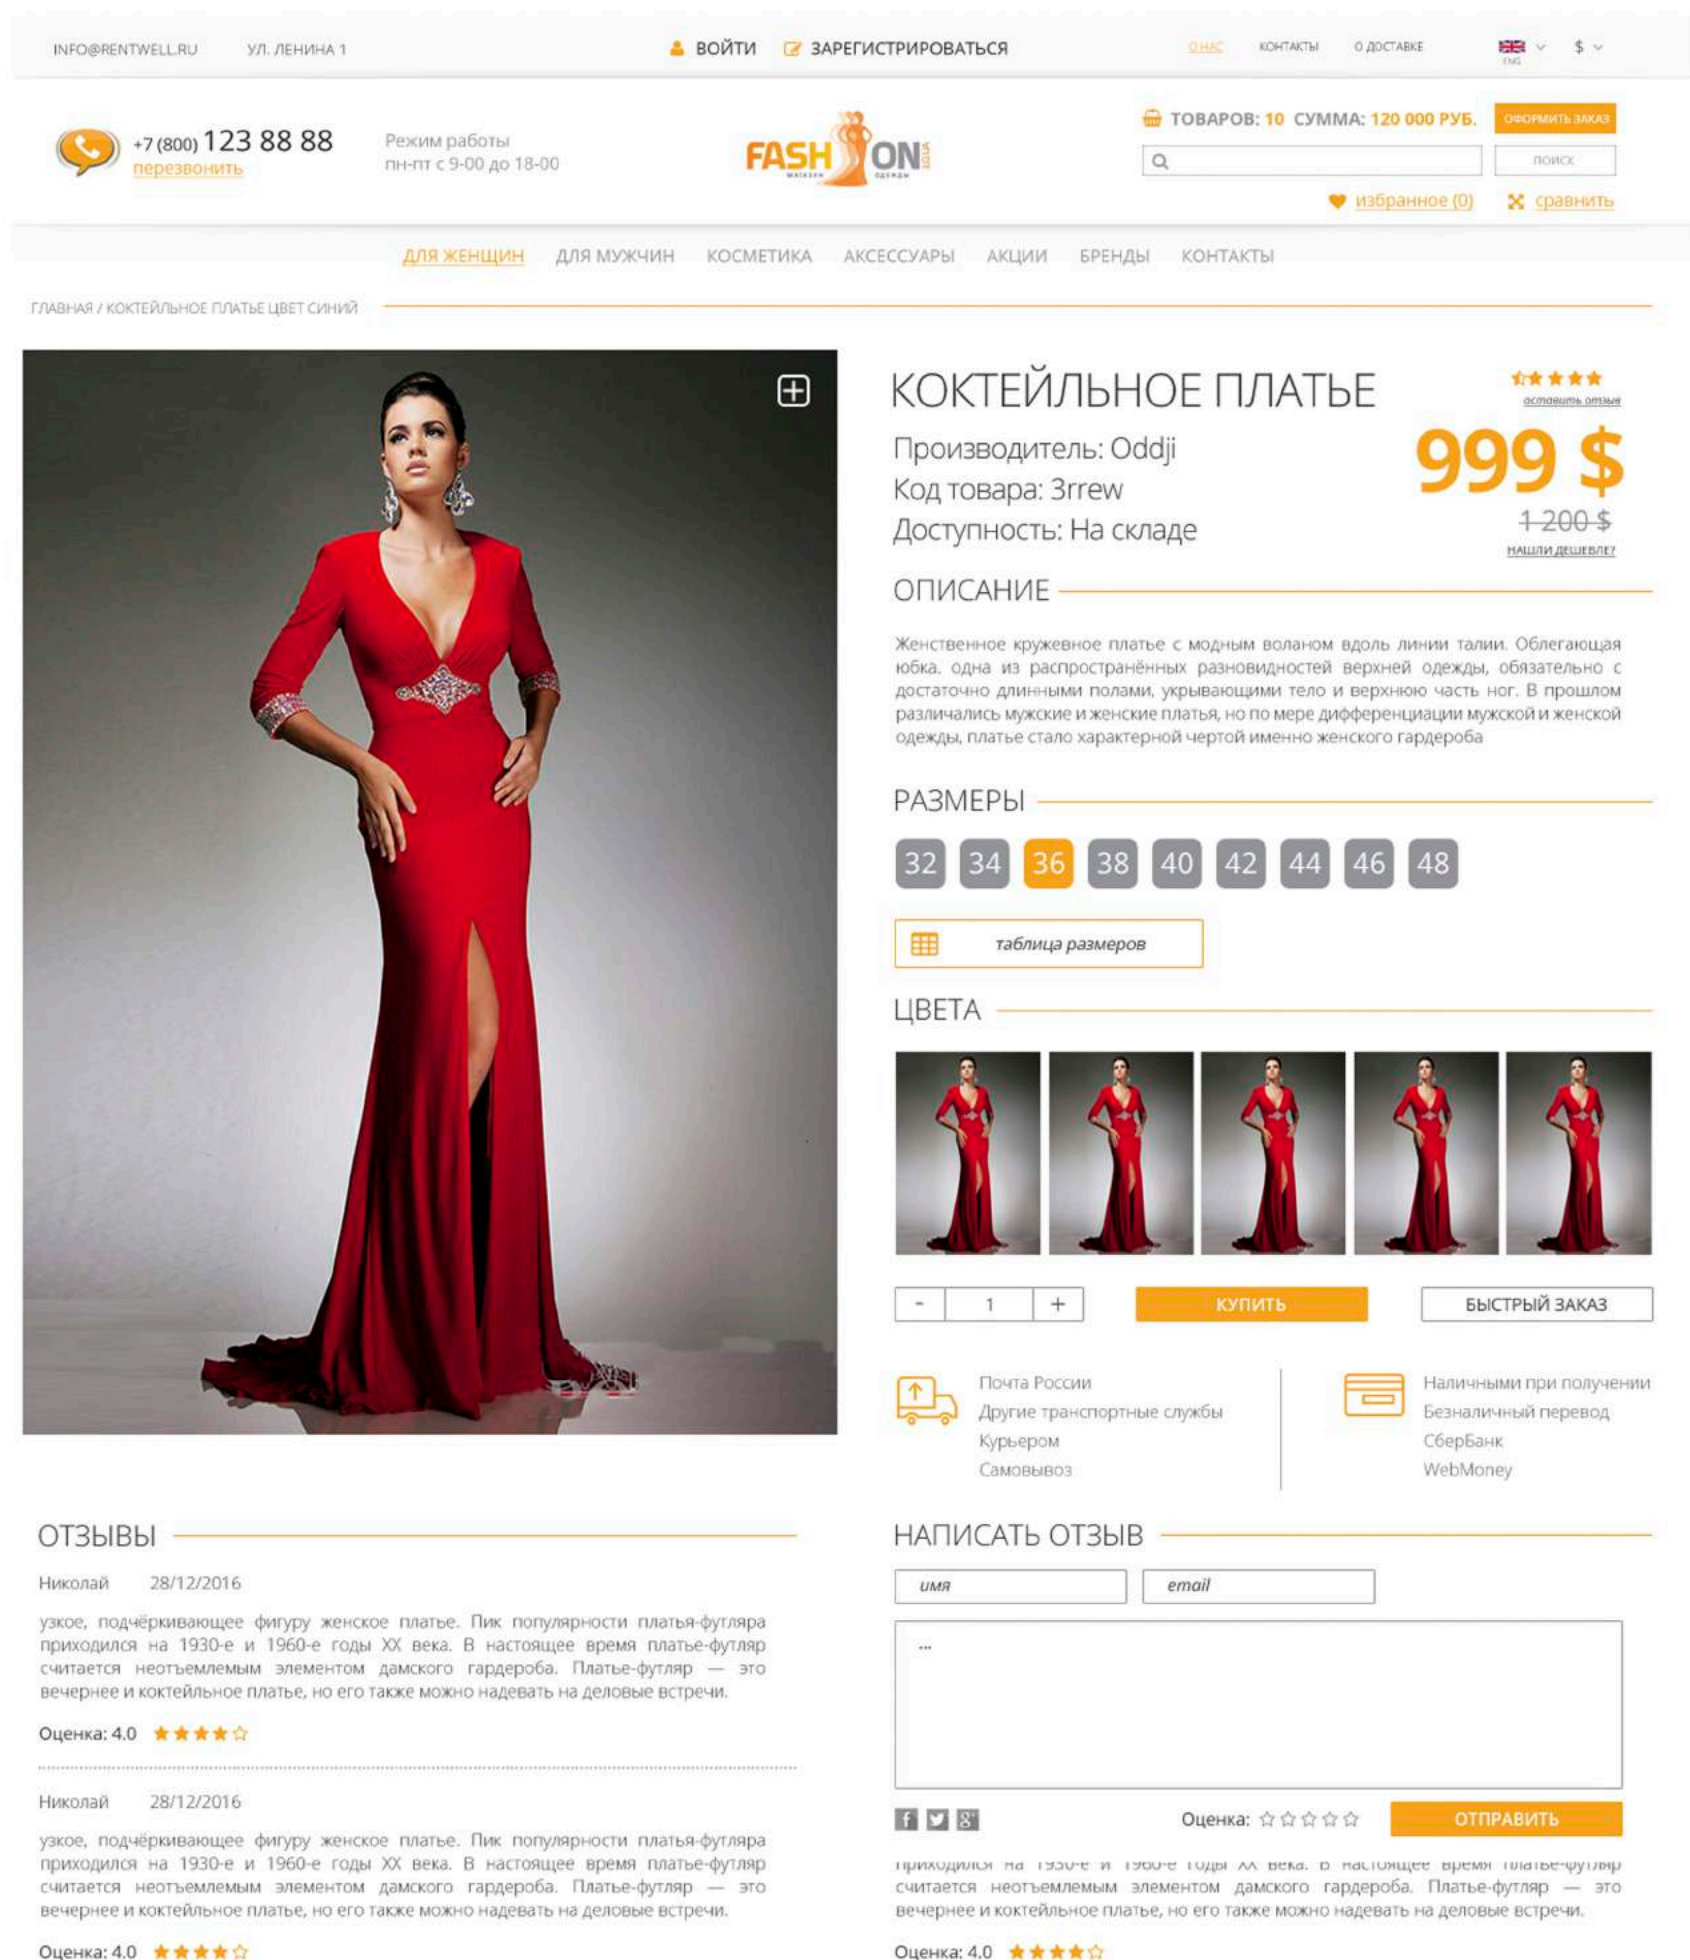 INFO@RENTWELL.RU УЛ. ЛЕНИНА 1 ВОЙТИ ЗАРЕГИСТРИРОВАТЬСЯ О НАС КОНТАКТЫ О ДОСТАВКЕ ENG $
+7 (800) 123 88 88
перезвонить
Режим работы
пн-пт с 9-00 до 18-00
FASHION
МАГАЗИН ОДЕЖДЫ
ТОВАРОВ: 10 СУММА: 120 000 РУБ. ОФОРМИТЬ ЗАКАЗ
ПОИСК
избранное (0) сравнить
ДЛЯ ЖЕНЩИН ДЛЯ МУЖЧИН КОСМЕТИКА АКСЕССУАРЫ АКЦИИ БРЕНДЫ КОНТАКТЫ
ГЛАВНАЯ / КОКТЕЙЛЬНОЕ ПЛАТЬЕ ЦВЕТ СИНИЙ
КОКТЕЙЛЬНОЕ ПЛАТЬЕ
оставить отзыв
Производитель: Oddji
Код товара: 3rrew
Доступность: На складе
999 $
1 200 $
НАШЛИ ДЕШЕВЛЕ?
ОПИСАНИЕ
Женственное кружевное платье с модным воланом вдоль линии талии. Облегающая
юбка. одна из распространённых разновидностей верхней одежды, обязательно с
достаточно длинными полами, укрывающими тело и верхнюю часть ног. В прошлом
различались мужские и женские платья, но по мере дифференциации мужской и женской
одежды, платье стало характерной чертой именно женского гардероба
РАЗМЕРЫ
32 34 36 38 40 42 44 46 48
таблица размеров
ЦВЕТА
- 1 + КУПИТЬ БЫСТРЫЙ ЗАКАЗ
Почта России
Другие транспортные службы
Курьером
Самовывоз
Наличными при получении
Безналичный перевод
СберБанк
WebMoney
ОТЗЫВЫ
Николай 28/12/2016
узкое, подчёркивающее фигуру женское платье. Пик популярности платья-футляра
приходился на 1930-е и 1960-е годы XX века. В настоящее время платье-футляр
считается неотъемлемым элементом дамского гардероба. Платье-футляр — это
вечернее и коктейльное платье, но его также можно надевать на деловые встречи.
Оценка: 4.0
Николай 28/12/2016
узкое, подчёркивающее фигуру женское платье. Пик популярности платья-футляра
приходился на 1930-е и 1960-е годы XX века. В настоящее время платье-футляр
считается неотъемлемым элементом дамского гардероба. Платье-футляр — это
вечернее и коктейльное платье, но его также можно надевать на деловые встречи.
Оценка: 4.0
НАПИСАТЬ ОТЗЫВ
имя email
...
f g+ Оценка: ОТПРАВИТЬ
приходился на 1930-е и 1960-е годы XX века. В настоящее время платье-футляр
считается неотъемлемым элементом дамского гардероба. Платье-футляр — это
вечернее и коктейльное платье, но его также можно надевать на деловые встречи.
Оценка: 4.0